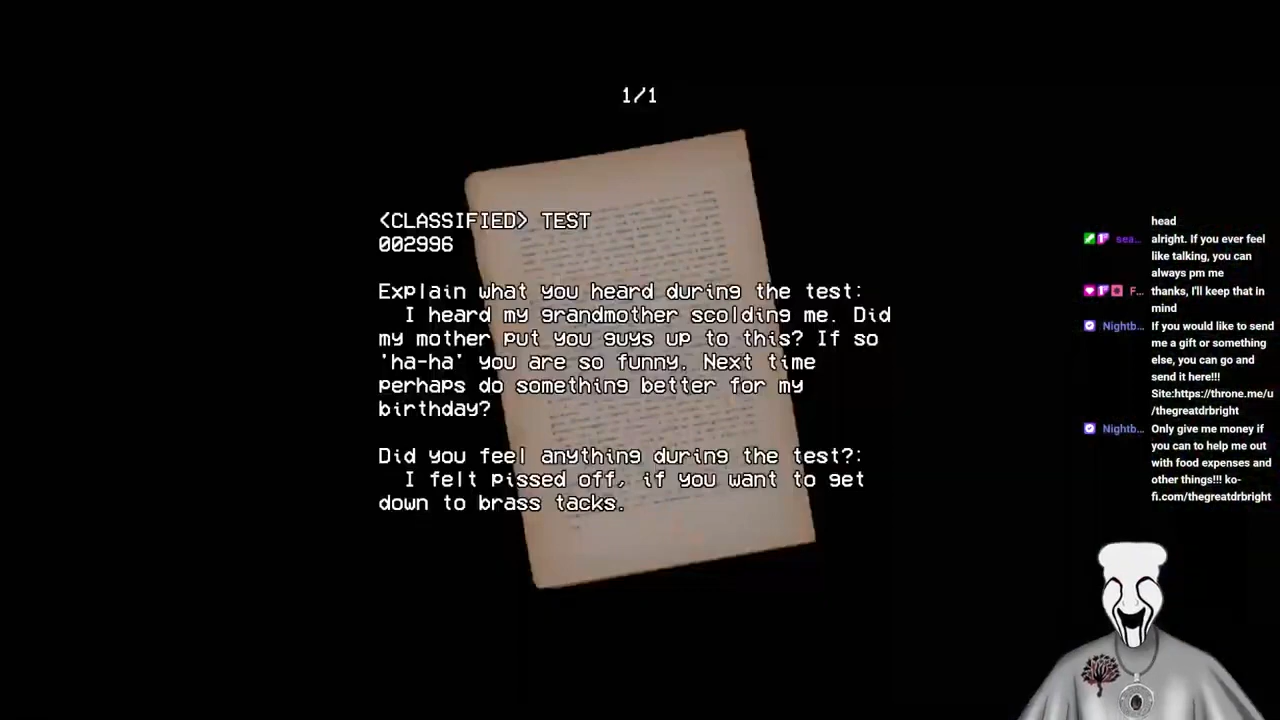 1/1
<CLASSIFIED> TEST
002996
Explain what you heard during the test:
I heard my grandmother scolding me. Did
my mother put you guys up to this? If so
'ha-ha' you are so funny. Next time
perhaps do something better for my
birthday?
Did you feel anything during the test?:
I felt pissed off, if you want to get
down to brass tacks.
head
sea... alright. If you ever feel
like talking, you can
always pm me
F... thanks, I'll keep that in
mind
Nightb... If you would like to send
me a gift or something
else, you can go and
send it here!!!
Site:https://throne.me/u
/thegreatdrbright
Nightb... Only give me money if
you can to help me out
with food expenses and
other things!!! ko-
fi.com/thegreatdrbright